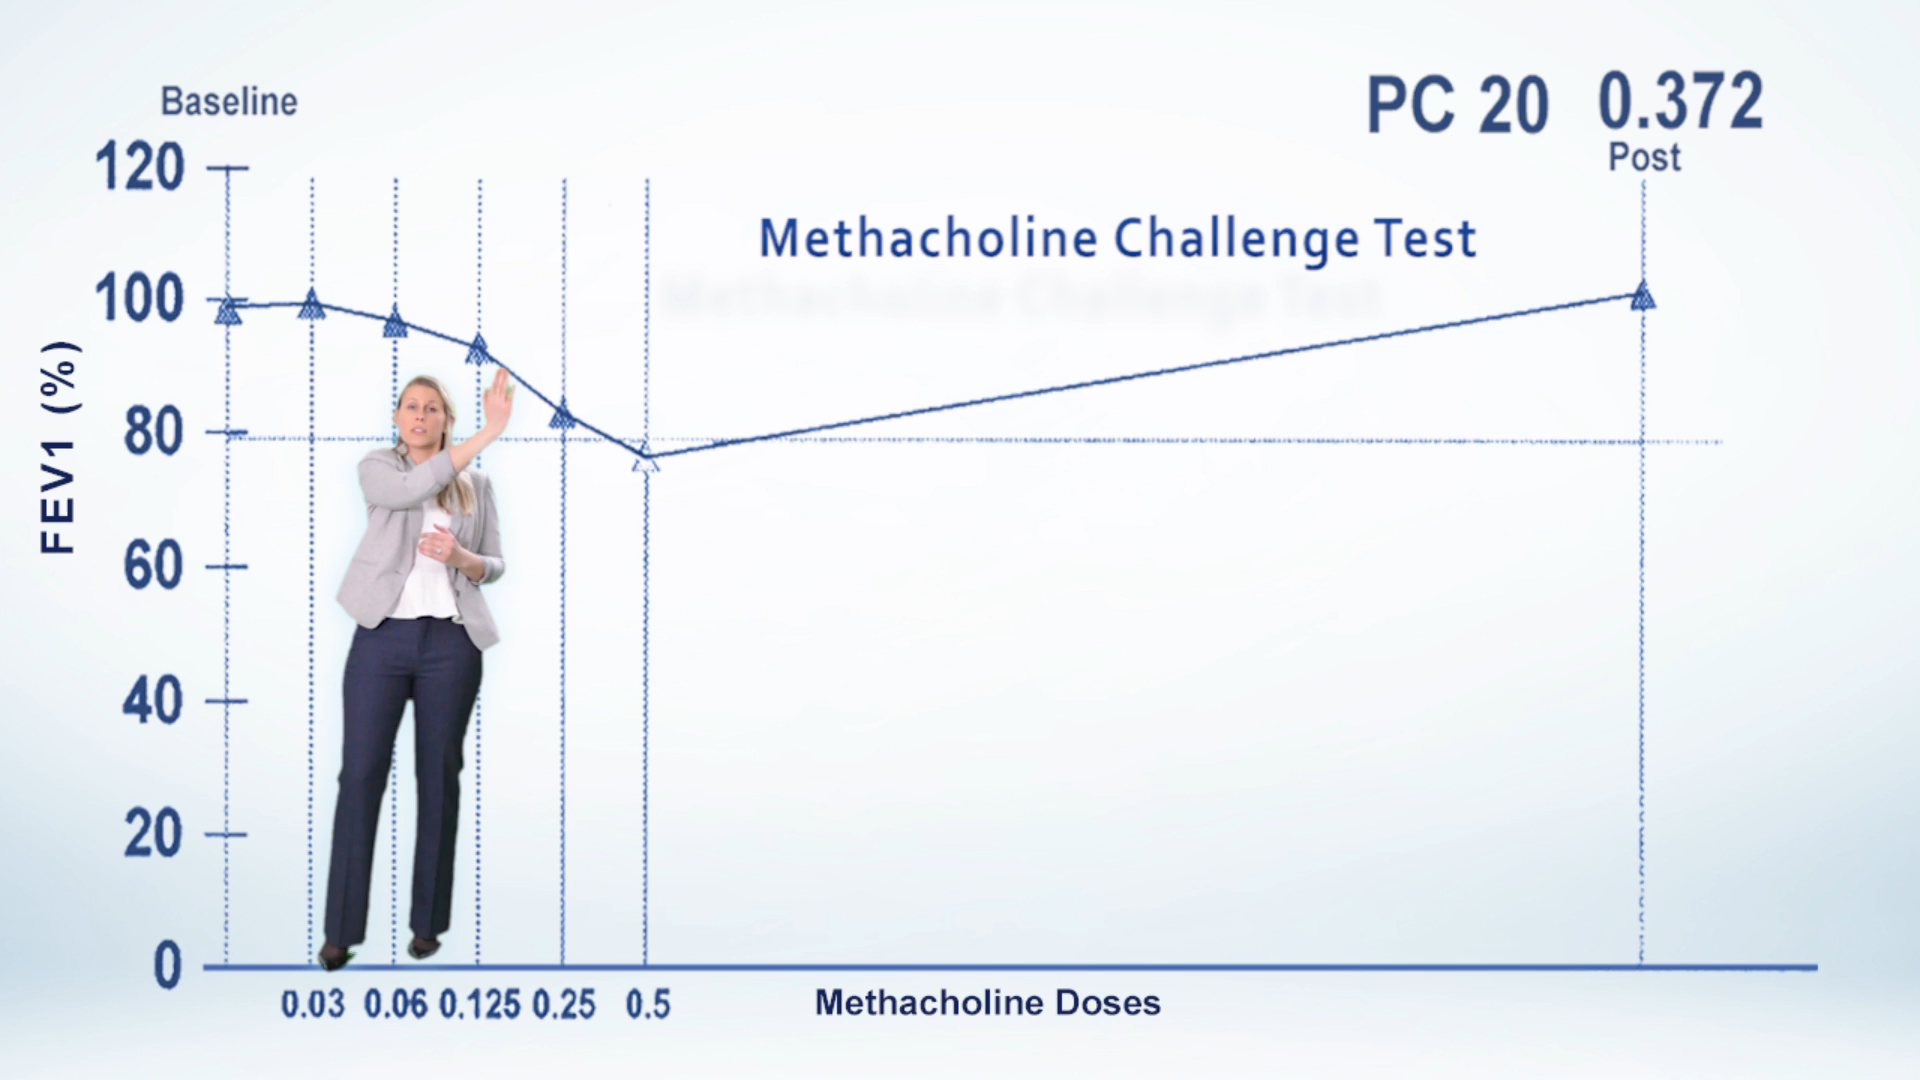 Baseline
PC 20 0.372
Post
Methacholine Challenge Test
FEV1 (%)
120
100
80
60
40
20
0
0.03 0.06 0.125 0.25 0.5
Methacholine Doses